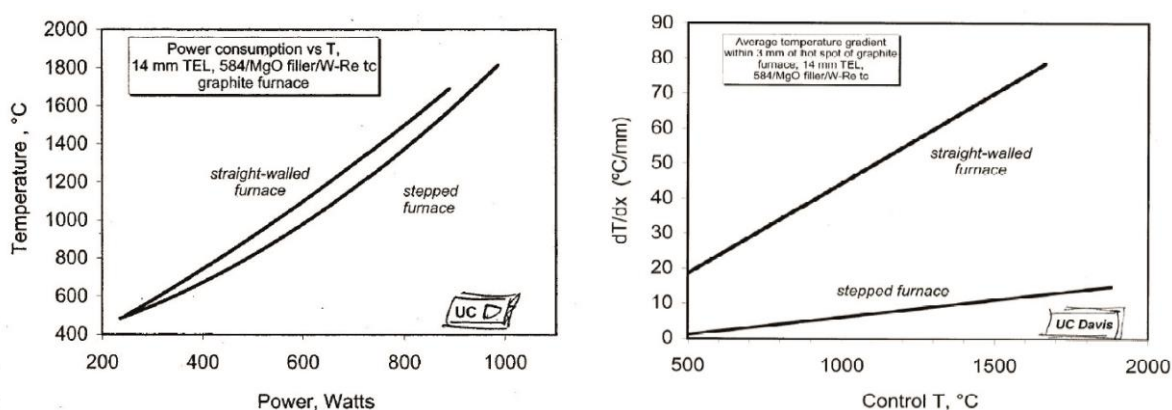 Temperature , °C
2000
1800
1600
1400
1200
1000
800
600
400
Power consumption vs T,
14 mm TEL, 584/MgO filler/W-Re tc
graphite furnace
straight-walled
furnace
stepped
furnace
UC D
200
400
600
800
1000
Power, Watts
dT/dx (ºC/mm)
90
80
70
60
50
40
30
20
10
0
Average temperature gradient
within 3 mm of hot spot of graphite
furnace, 14 mm TEL,
584/MgO filler/W-Re tc
straight-walled
furnace
stepped furnace
UC Davis
500
1000
1500
2000
Control T, °C